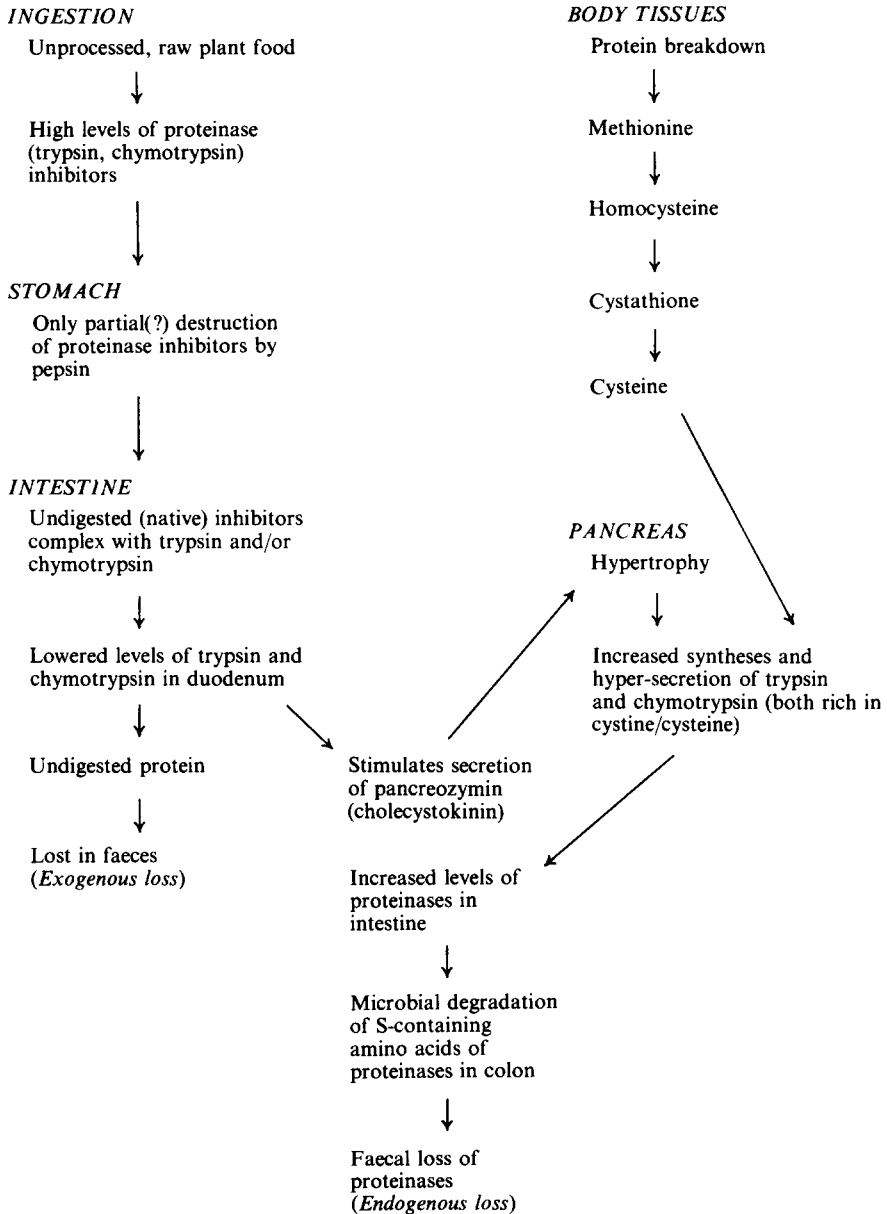 INGESTION
Unprocessed, raw plant food
High levels of proteinase
(trypsin, chymotrypsin)
inhibitors
STOMACH
Only partial(?) destruction
of proteinase inhibitors by
pepsin
INTESTINE
Undigested (native) inhibitors
complex with trypsin and/or
chymotrypsin
Lowered levels of trypsin and
chymotrypsin in duodenum
Undigested protein
Lost in faeces
(Exogenous loss)
BODY TISSUES
Protein breakdown
Methionine
Homocysteine
Cystathione
Cysteine
PANCREAS
Hypertrophy
Increased syntheses and
hyper-secretion of trypsin
and chymotrypsin (both rich in
cystine/cysteine)
Stimulates secretion
of pancreozymin
(cholecystokinin)
Increased levels of
proteinases in
intestine
Microbial degradation
of S-containing
amino acids of
proteinases in colon
Faecal loss of
proteinases
(Endogenous loss)